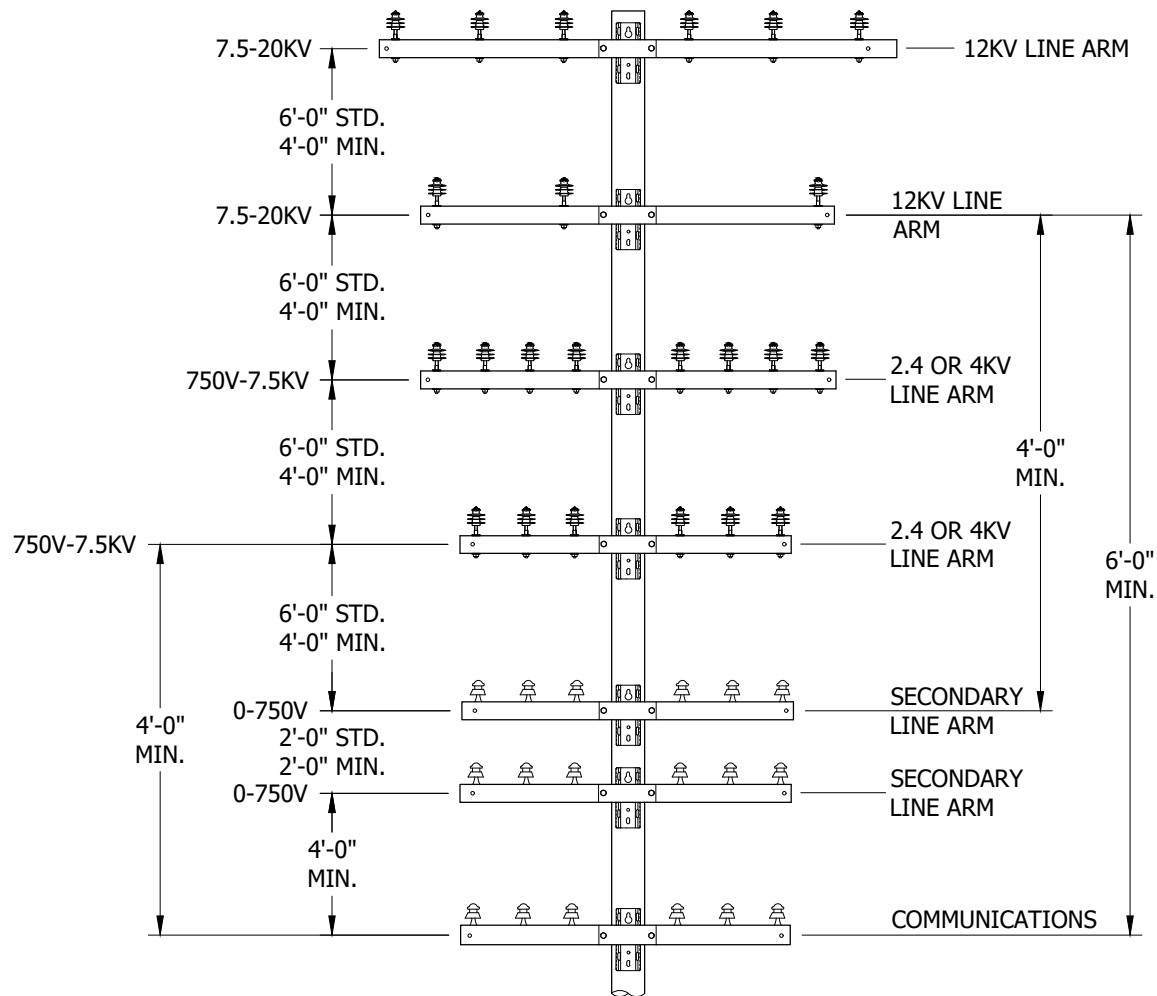 7.5-20KV
12KV LINE ARM
6'-0" STD.
4'-0" MIN.
7.5-20KV
12KV LINE
ARM
6'-0" STD.
4'-0" MIN.
750V-7.5KV
2.4 OR 4KV
LINE ARM
4'-0"
MIN.
6'-0" STD.
4'-0" MIN.
750V-7.5KV
2.4 OR 4KV
LINE ARM
6'-0"
MIN.
6'-0" STD.
4'-0" MIN.
0-750V
SECONDARY
LINE ARM
4'-0"
MIN.
2'-0" STD.
2'-0" MIN.
0-750V
SECONDARY
LINE ARM
4'-0"
MIN.
COMMUNICATIONS